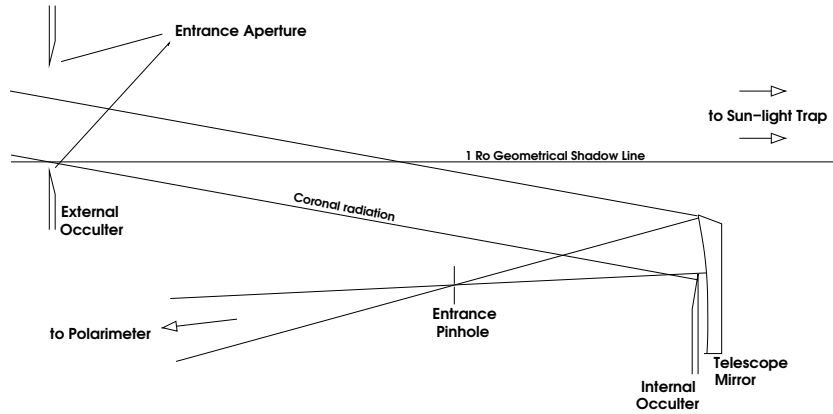 Entrance Aperture
to Sun-light Trap
1 Ro Geometrical Shadow Line
Coronal radiation
External
Occulter
Entrance
Pinhole
to Polarimeter
Telescope
Mirror
Internal
Occulter